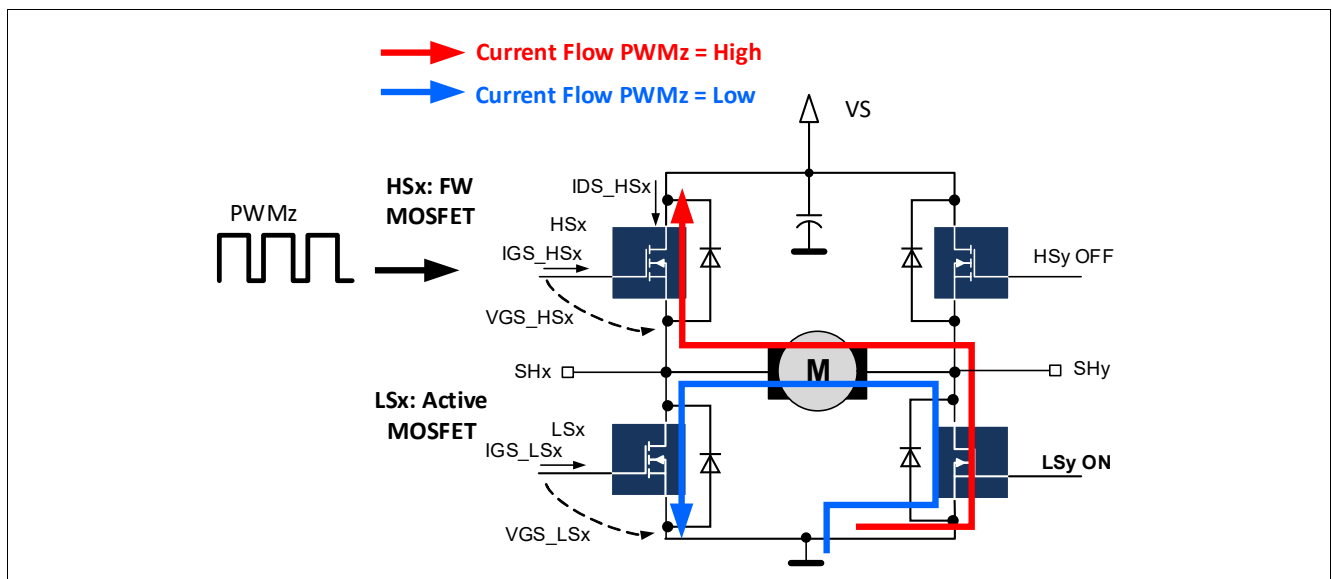 Current Flow PWMz = High
Current Flow PWMz = Low
VS
HSx: FW
MOSFET
IDS_HSx
PWMz
HSx
IGS_HSx
HSy OFF
VGS_HSx
SHx
M
SHy
LSx: Active
MOSFET
LSx
IGS_LSx
LSy ON
VGS_LSx